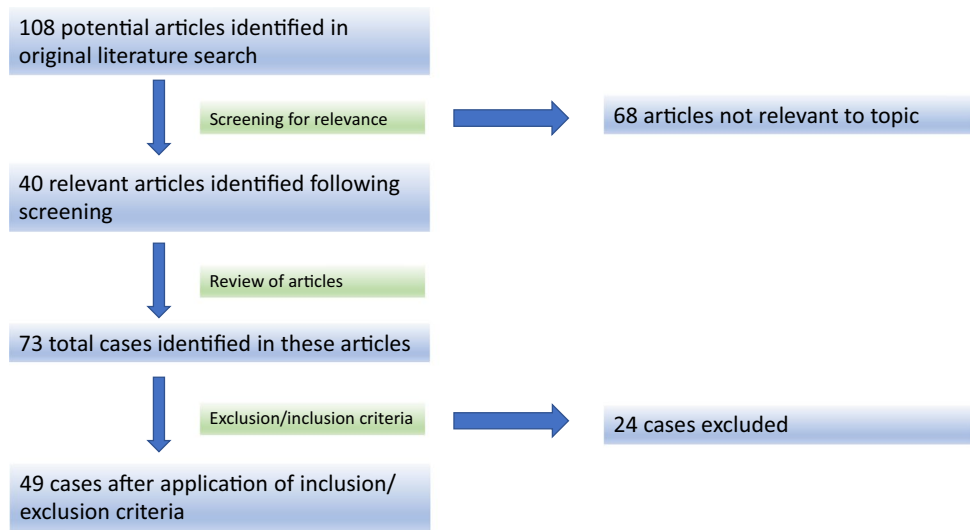 108 potential articles identified in
original literature search
Screening for relevance
68 articles not relevant to topic
40 relevant articles identified following
screening
Review of articles
73 total cases identified in these articles
Exclusion/inclusion criteria
24 cases excluded
49 cases after application of inclusion/
exclusion criteria